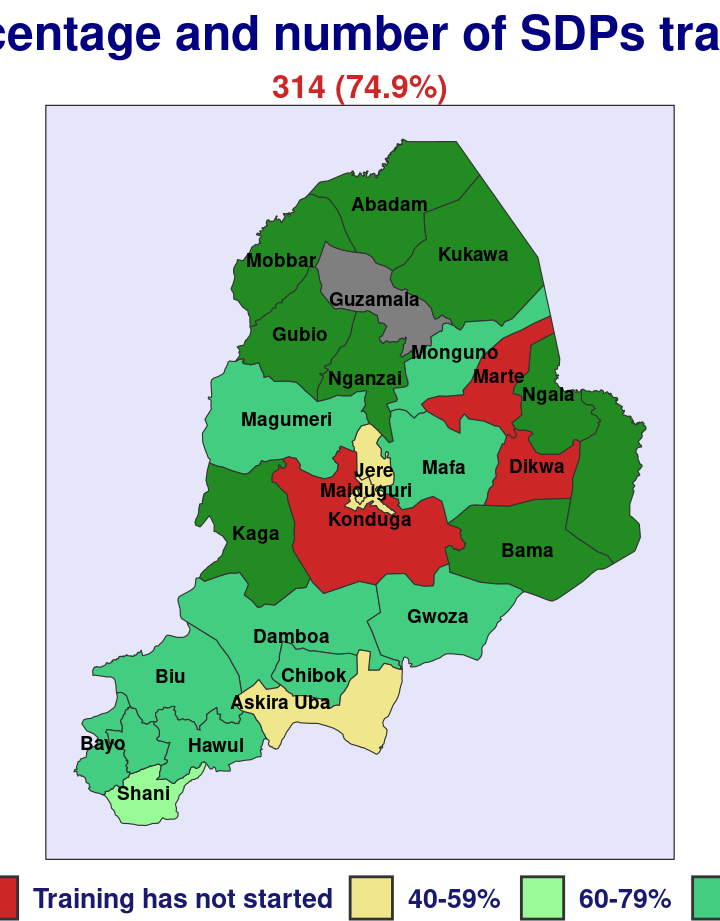 centage and number of SDPs tra
314 (74.9%)
Abadam
Kukawa
Mobbar
Guzamala
Gubio
Monguno
Nganzai
Marte
Ngala
Magumeri
Jere
Mafa
Dikwa
Maiduguri
Konduga
Kaga
Bama
Gwoza
Damboa
Biu
Chibok
Askira Uba
Bayo
Hawul
Shani
Training has not started 40-59% 60-79%